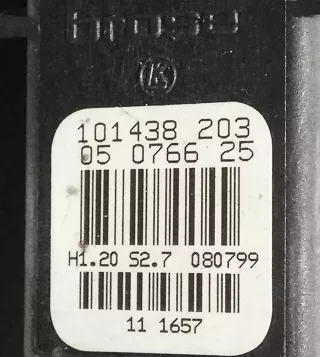 brose
K
101438 203
05 0766 25
H1.20 S2.7 080799
11 1657